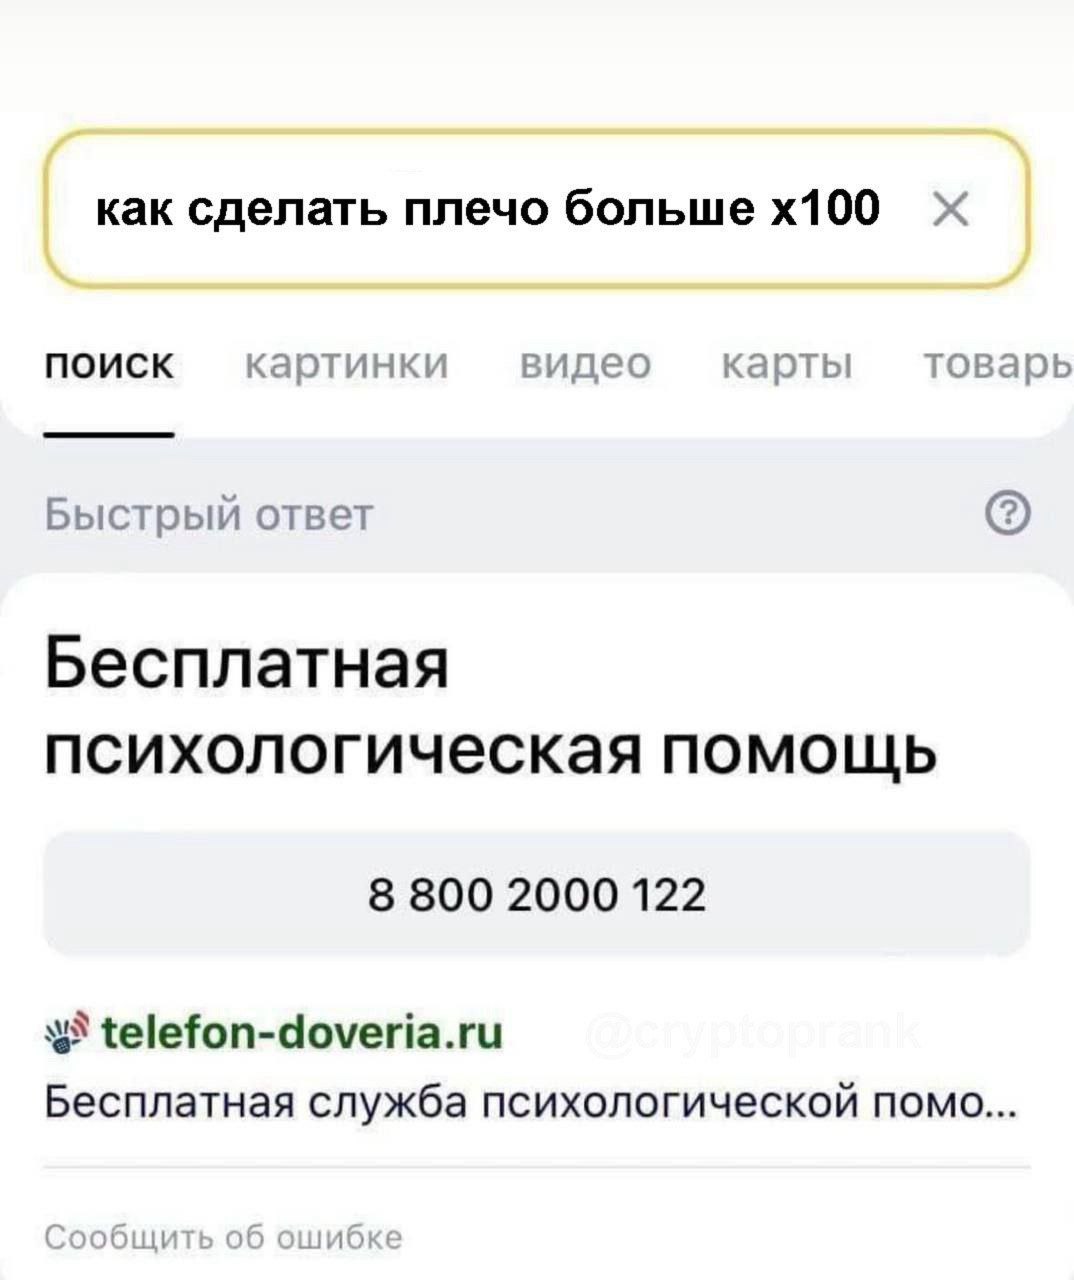 как сделать плечо больше x100
поиск картинки видео карты товары
Быстрый ответ
Бесплатная
психологическая помощь
8 800 2000 122
telefon-doveria.ru
@cryptoprank
Бесплатная служба психологической помо...
Сообщить об ошибке